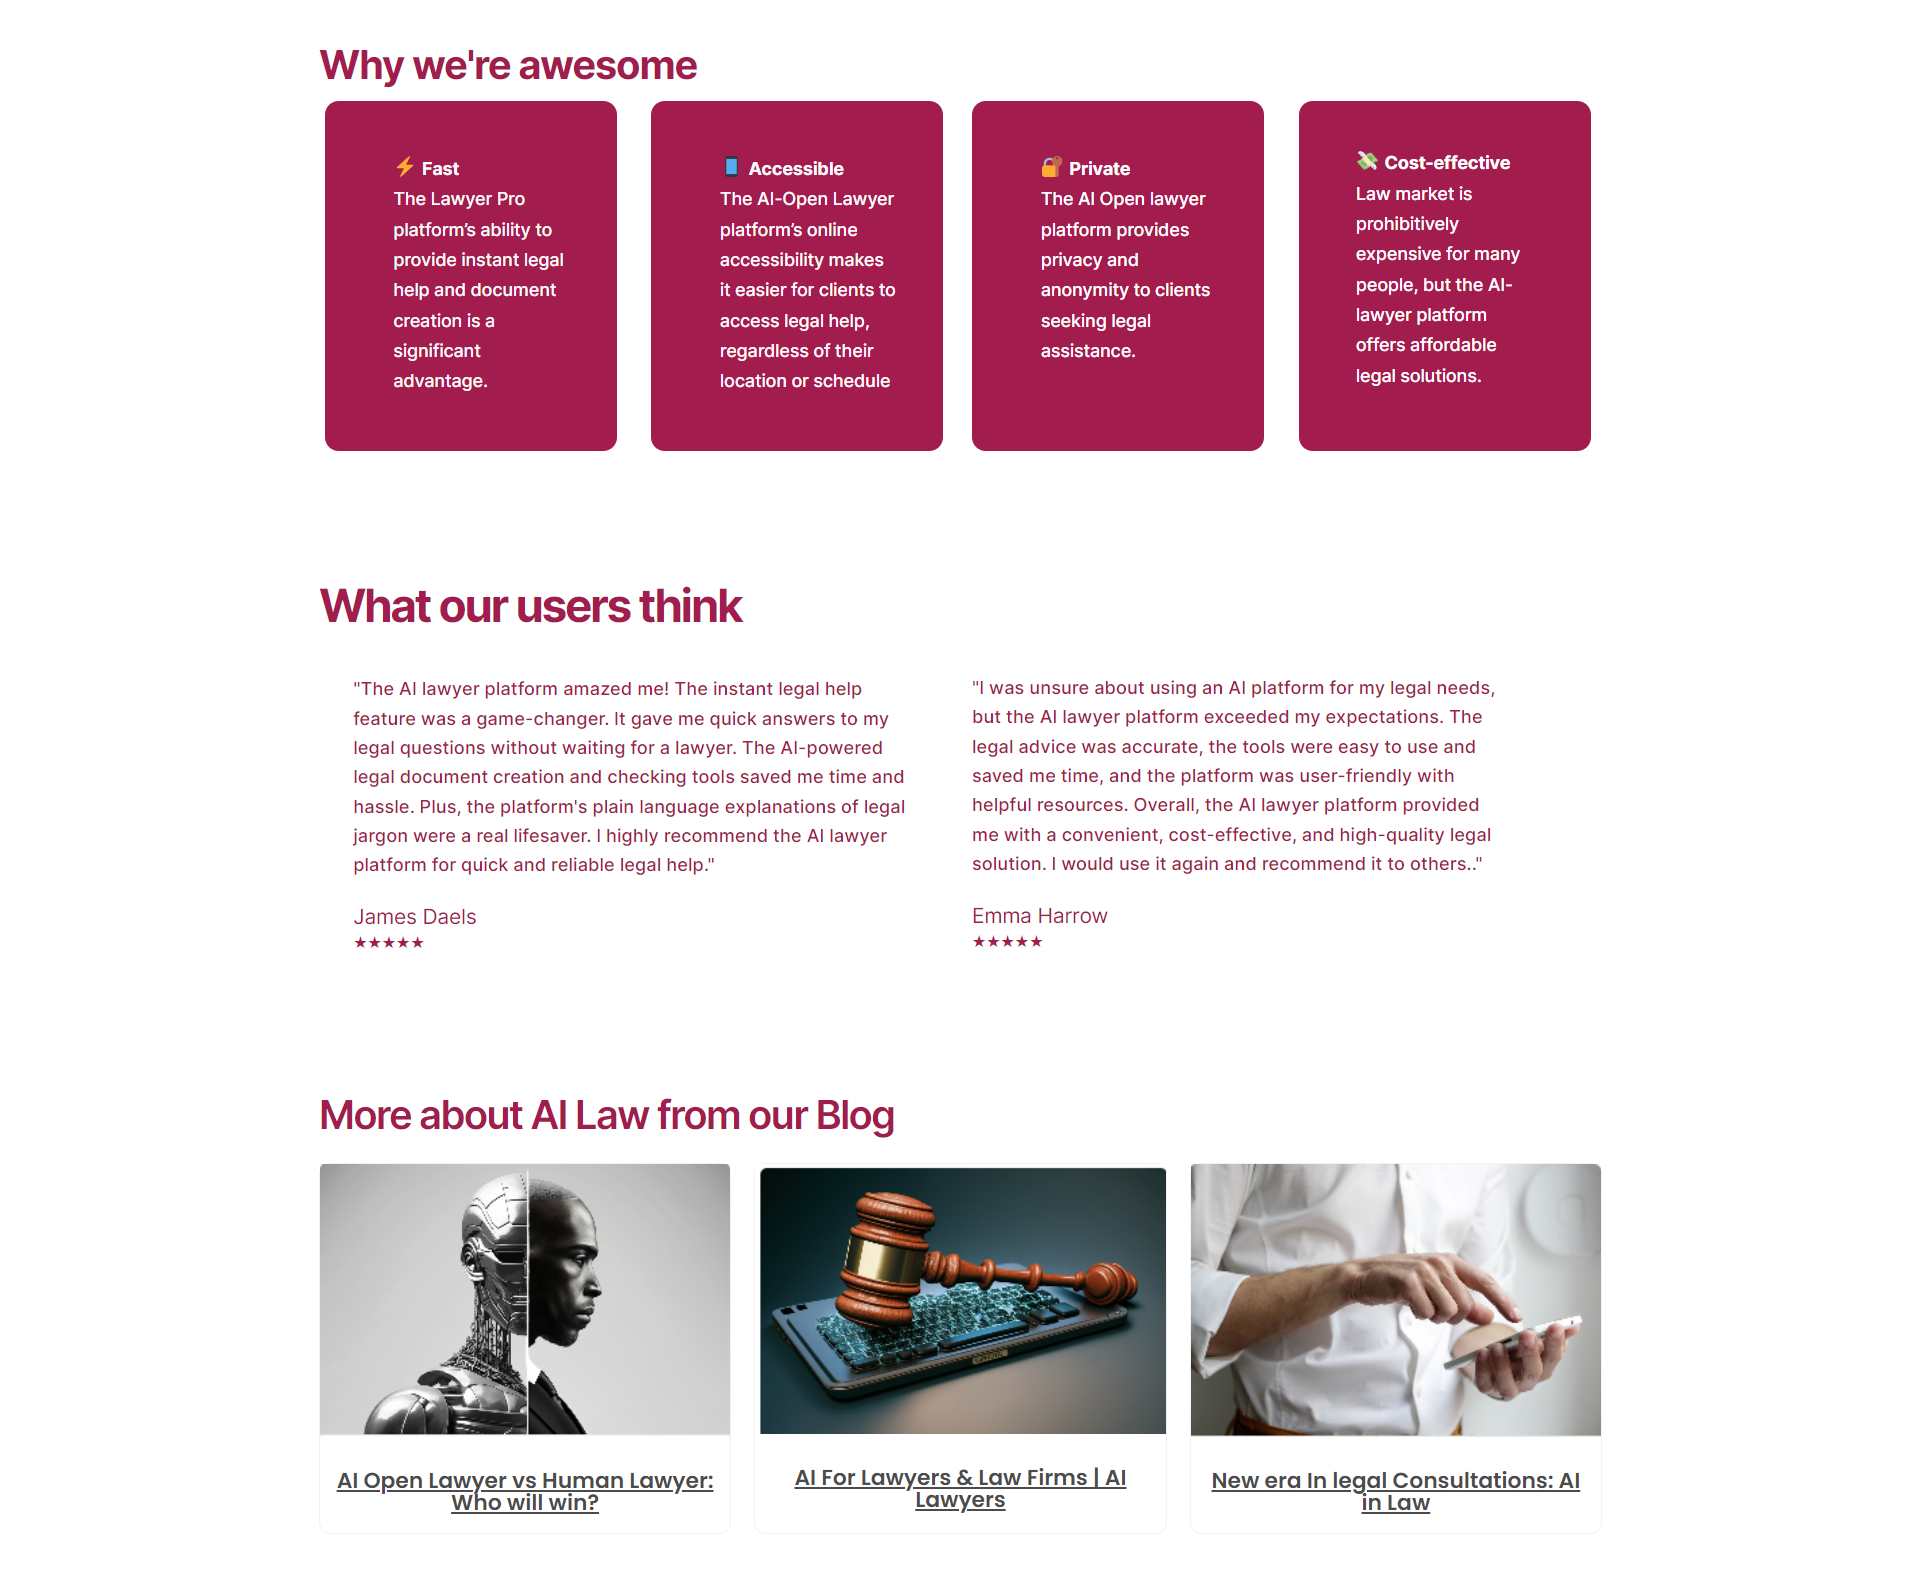 Why we're awesome
⚡ Fast
The Lawyer Pro
platform’s ability to
provide instant legal
help and document
creation is a
significant
advantage.
📱 Accessible
The AI-Open Lawyer
platform’s online
accessibility makes
it easier for clients to
access legal help,
regardless of their
location or schedule
🔐 Private
The AI Open lawyer
platform provides
privacy and
anonymity to clients
seeking legal
assistance.
💸 Cost-effective
Law market is
prohibitively
expensive for many
people, but the AI-
lawyer platform
offers affordable
legal solutions.
What our users think
"The AI lawyer platform amazed me! The instant legal help
feature was a game-changer. It gave me quick answers to my
legal questions without waiting for a lawyer. The AI-powered
legal document creation and checking tools saved me time and
hassle. Plus, the platform's plain language explanations of legal
jargon were a real lifesaver. I highly recommend the AI lawyer
platform for quick and reliable legal help."
James Daels
★★★★★
"I was unsure about using an AI platform for my legal needs,
but the AI lawyer platform exceeded my expectations. The
legal advice was accurate, the tools were easy to use and
saved me time, and the platform was user-friendly with
helpful resources. Overall, the AI lawyer platform provided
me with a convenient, cost-effective, and high-quality legal
solution. I would use it again and recommend it to others.."
Emma Harrow
★★★★★
More about AI Law from our Blog
AI Open Lawyer vs Human Lawyer:
Who will win?
AI For Lawyers & Law Firms | AI
Lawyers
New era In legal Consultations: AI
in Law